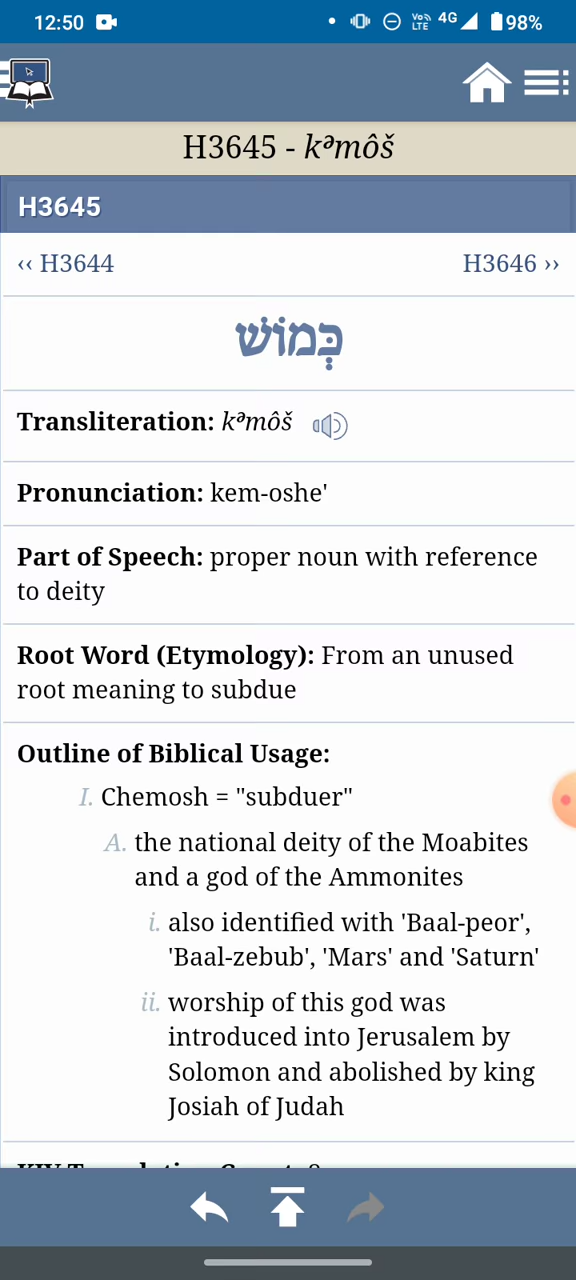 12:50 Vo)) LTE 4G 98%
H3645 - kᵊmôš
H3645
‹‹ H3644 H3646 ››
כְּמוֹשׁ
Transliteration: kᵊmôš
Pronunciation: kem-oshe'
Part of Speech: proper noun with reference
to deity
Root Word (Etymology): From an unused
root meaning to subdue
Outline of Biblical Usage:
I. Chemosh = "subduer"
A. the national deity of the Moabites
and a god of the Ammonites
i. also identified with 'Baal-peor',
'Baal-zebub', 'Mars' and 'Saturn'
ii. worship of this god was
introduced into Jerusalem by
Solomon and abolished by king
Josiah of Judah